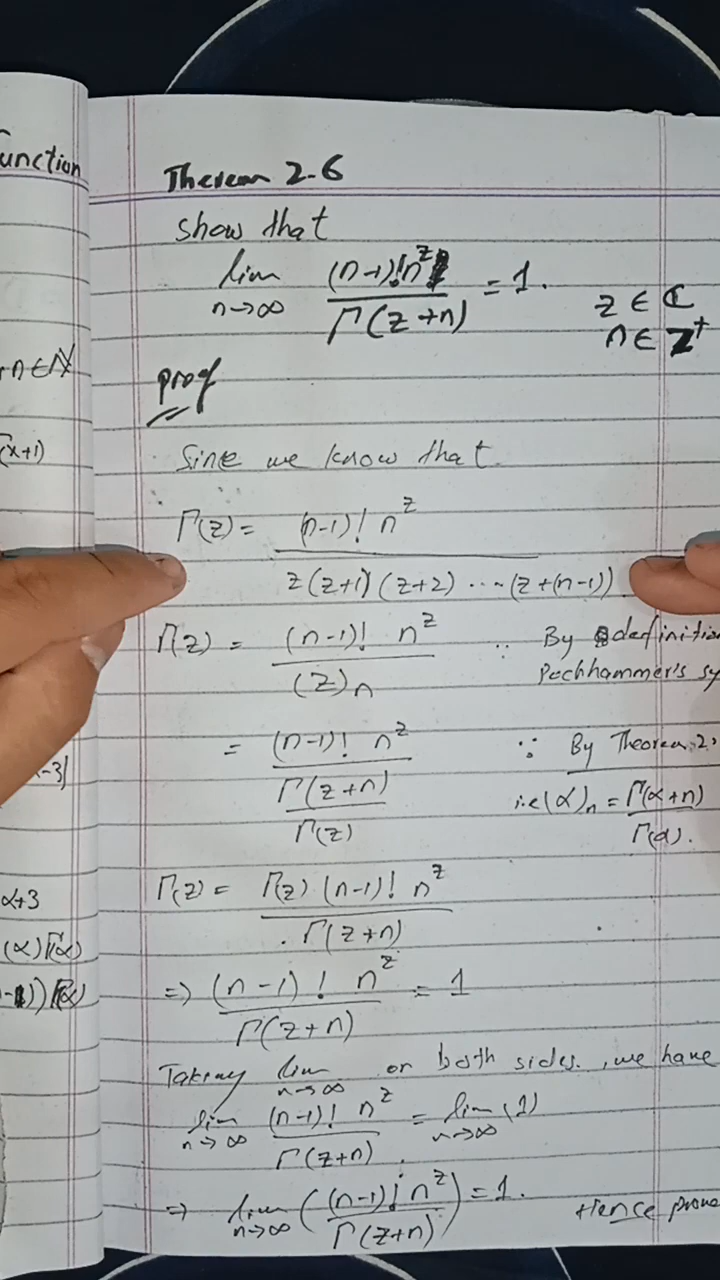 unction
Theorem 2.6
Show that
lim n→∞ (n-1)! n^z / Γ(z+n) = 1.
z ∈ ℂ
n ∈ Z⁺
n ∈ N
proof
(x+1)
Sine we know that
Γ(z) = (n-1)! n^z / z(z+1)(z+2) ---- (z+(n-1))
Γ(z) = (n-1)! n^z / (z)_n ∵ By definition
Pochhammer's sy
= (n-1)! n^z / (Γ(z+n) / Γ(z)) ∵ By Theorem 2.
i.e (α)_n = Γ(α+n) / Γ(α).
-3)
Γ(z) = Γ(z) (n-1)! n^z / Γ(z+n)
α+3
(α) Γ(α)
)) Γ(α)
⇒ (n-1)! n^z / Γ(z+n) = 1
Taking lim n→∞ or both sides, we have
lim n→∞ (n-1)! n^z / Γ(z+n) = lim n→∞ (1)
⇒ lim n→∞ ((n-1)! n^z / Γ(z+n)) = 1. Hence prove